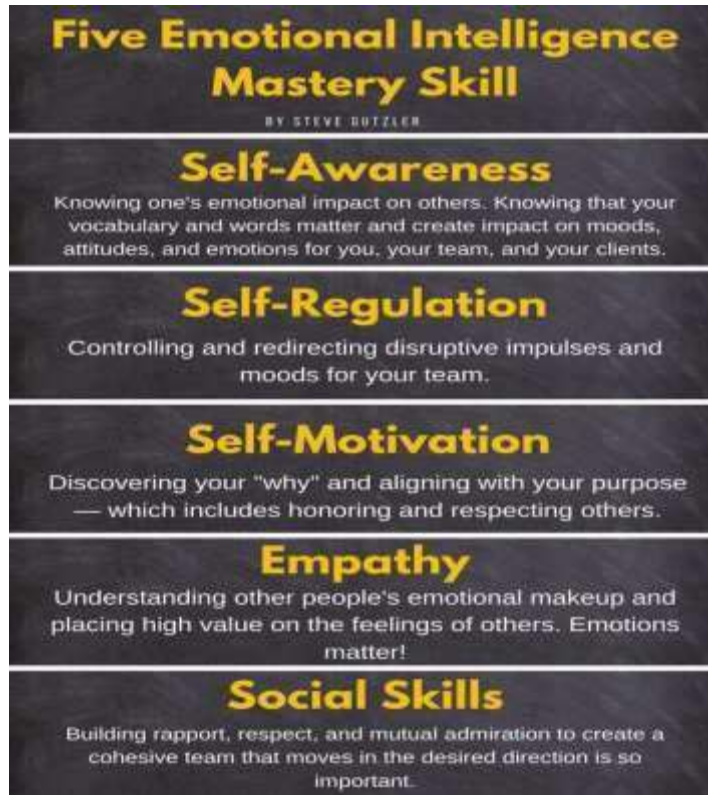 Five Emotional Intelligence
Mastery Skill
BY STEVE GUTZLER
Self-Awareness
Knowing one's emotional impact on others. Knowing that your
vocabulary and words matter and create impact on moods,
attitudes, and emotions for you, your team, and your clients.
Self-Regulation
Controlling and redirecting disruptive impulses and
moods for your team.
Self-Motivation
Discovering your "why" and aligning with your purpose
— which includes honoring and respecting others.
Empathy
Understanding other people's emotional makeup and
placing high value on the feelings of others. Emotions
matter!
Social Skills
Building rapport, respect, and mutual admiration to create a
cohesive team that moves in the desired direction is so
important.